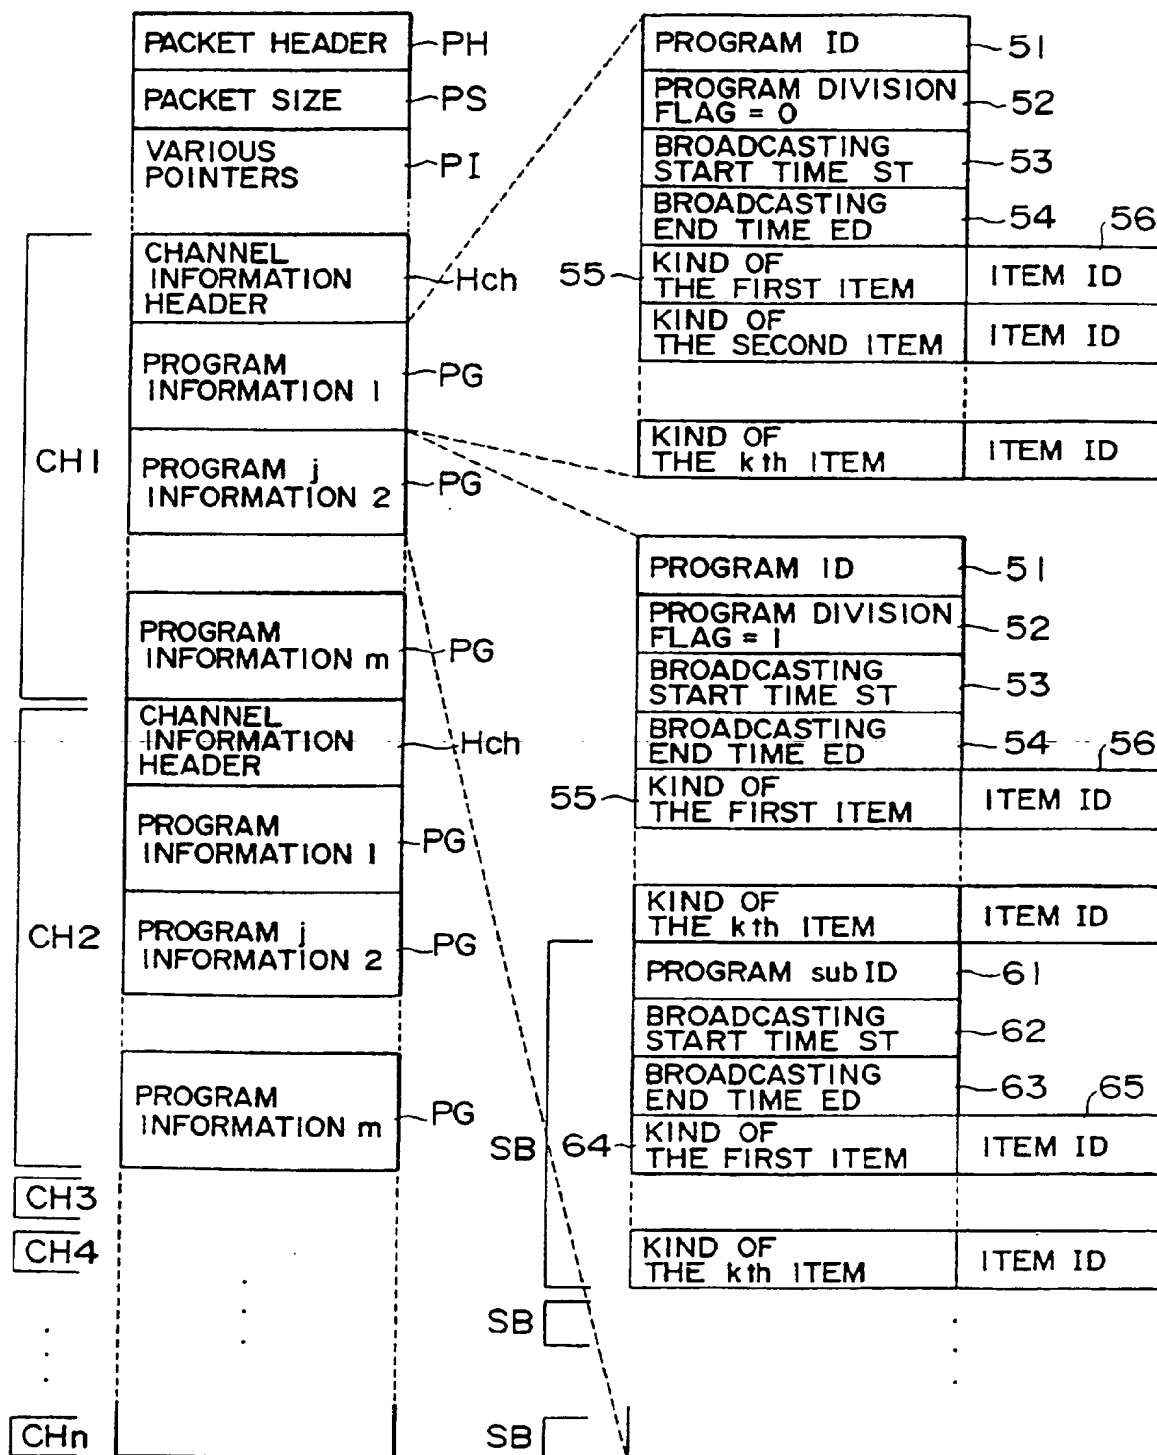 PACKET HEADER
PH
PACKET SIZE
PS
VARIOUS
POINTERS
PI
CH1
CHANNEL
INFORMATION
HEADER
Hch
PROGRAM
INFORMATION 1
PG
PROGRAM j
INFORMATION 2
PG
PROGRAM
INFORMATION m
PG
CH2
CHANNEL
INFORMATION
HEADER
Hch
PROGRAM
INFORMATION 1
PG
PROGRAM j
INFORMATION 2
PG
PROGRAM
INFORMATION m
PG
CH3
CH4
CHn
PROGRAM ID
51
PROGRAM DIVISION
FLAG = 0
52
BROADCASTING
START TIME ST
53
BROADCASTING
END TIME ED
54
56
55
KIND OF
THE FIRST ITEM
ITEM ID
KIND OF
THE SECOND ITEM
ITEM ID
KIND OF
THE kth ITEM
ITEM ID
PROGRAM ID
51
PROGRAM DIVISION
FLAG = 1
52
BROADCASTING
START TIME ST
53
BROADCASTING
END TIME ED
54
56
55
KIND OF
THE FIRST ITEM
ITEM ID
KIND OF
THE kth ITEM
ITEM ID
SB
PROGRAM subID
61
BROADCASTING
START TIME ST
62
BROADCASTING
END TIME ED
63
65
64
KIND OF
THE FIRST ITEM
ITEM ID
KIND OF
THE kth ITEM
ITEM ID
SB
SB